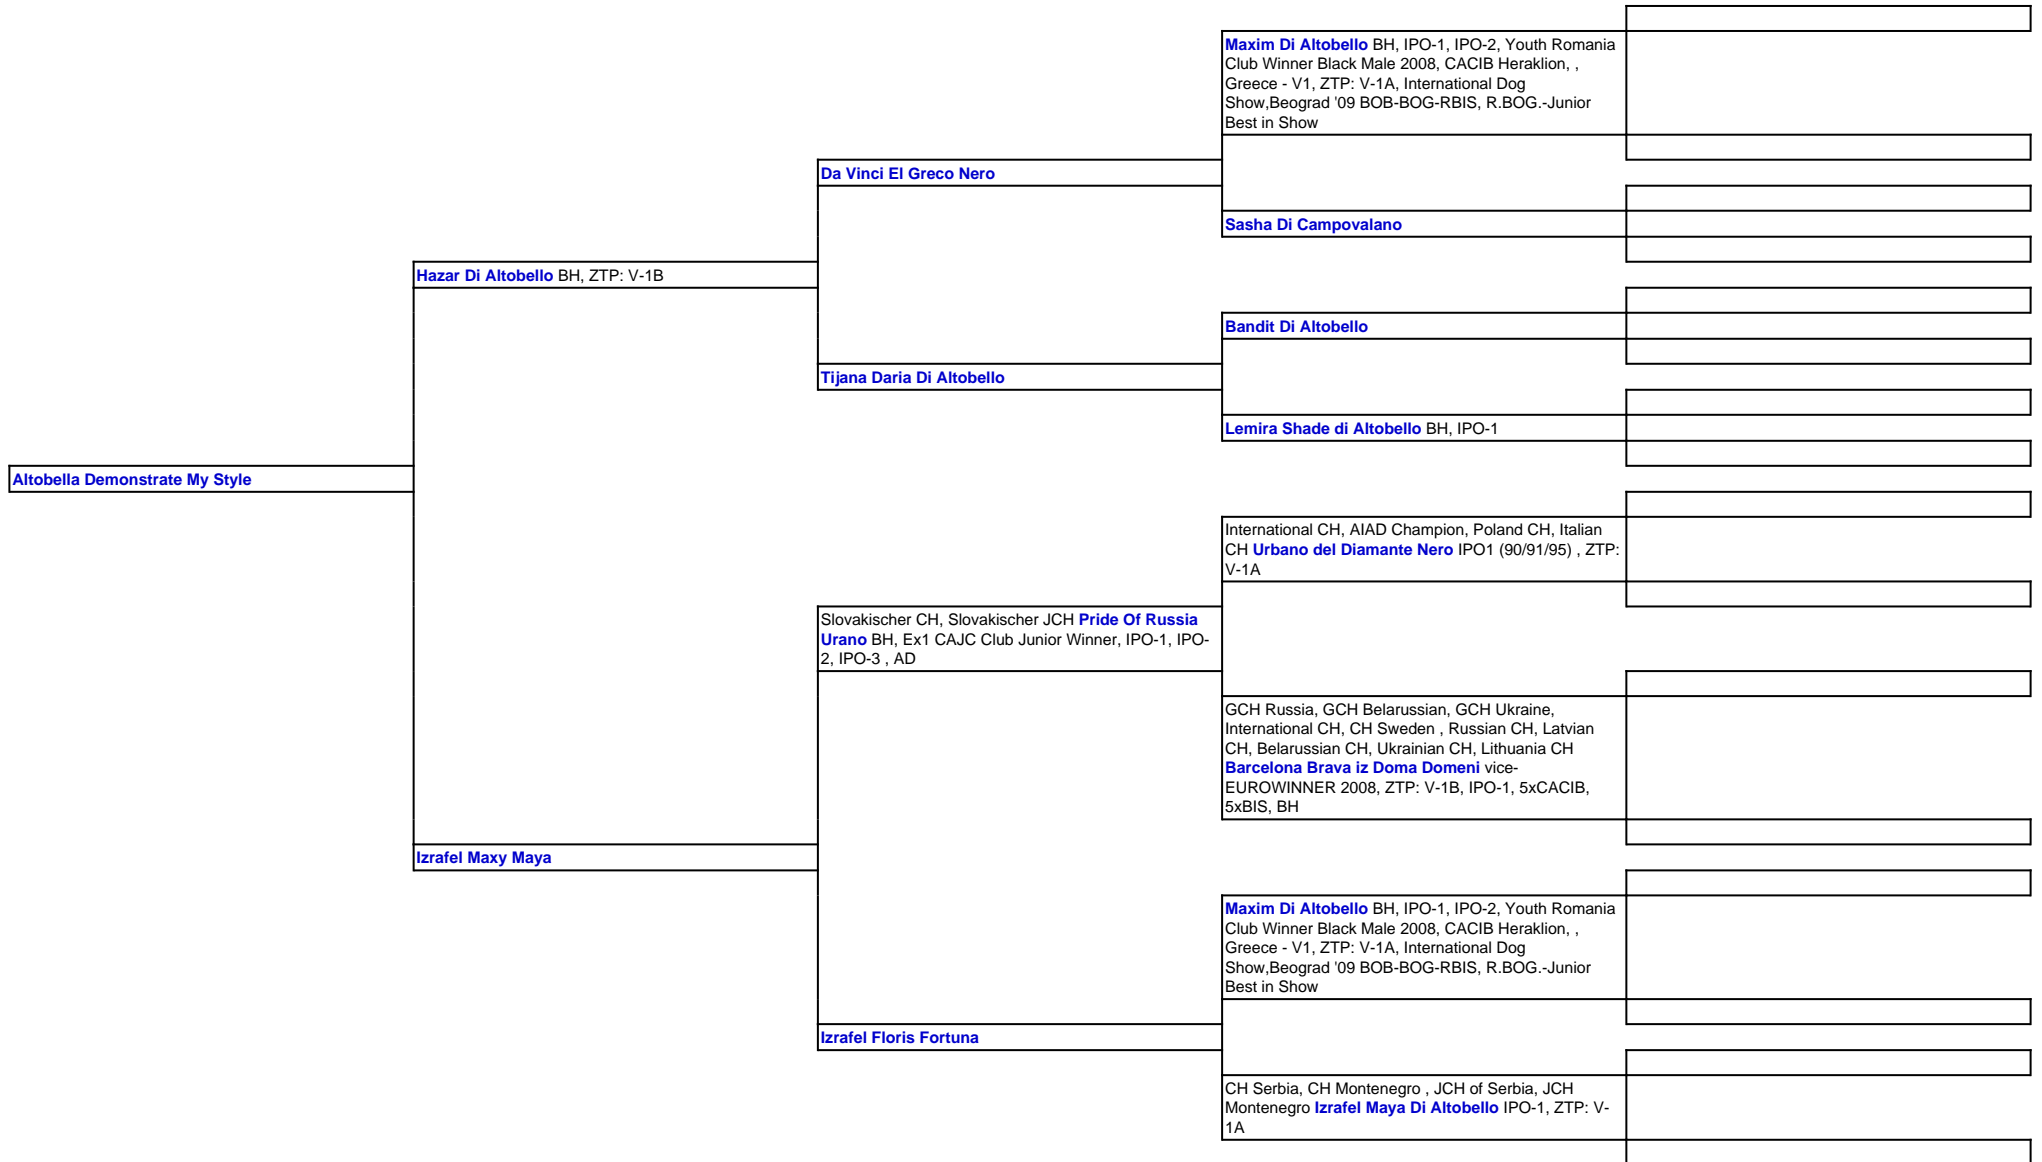 Maxim Di Altobello BH, IPO-1, IPO-2, Youth Romania
Club Winner Black Male 2008, CACIB Heraklion, ,
Greece - V1, ZTP: V-1A, International Dog
Show,Beograd '09 BOB-BOG-RBIS, R.BOG.-Junior
Best in Show
Da Vinci El Greco Nero
Sasha Di Campovalano
Hazar Di Altobello BH, ZTP: V-1B
Bandit Di Altobello
Tijana Daria Di Altobello
Lemira Shade di Altobello BH, IPO-1
Altobella Demonstrate My Style
International CH, AIAD Champion, Poland CH, Italian
CH Urbano del Diamante Nero IPO1 (90/91/95) , ZTP:
V-1A
Slovakischer CH, Slovakischer JCH Pride Of Russia
Urano BH, Ex1 CAJC Club Junior Winner, IPO-1, IPO-
2, IPO-3 , AD
GCH Russia, GCH Belarussian, GCH Ukraine,
International CH, CH Sweden , Russian CH, Latvian
CH, Belarussian CH, Ukrainian CH, Lithuania CH
Barcelona Brava iz Doma Domeni vice-
EUROWINNER 2008, ZTP: V-1B, IPO-1, 5xCACIB,
5xBIS, BH
Izrafel Maxy Maya
Maxim Di Altobello BH, IPO-1, IPO-2, Youth Romania
Club Winner Black Male 2008, CACIB Heraklion, ,
Greece - V1, ZTP: V-1A, International Dog
Show,Beograd '09 BOB-BOG-RBIS, R.BOG.-Junior
Best in Show
Izrafel Floris Fortuna
CH Serbia, CH Montenegro , JCH of Serbia, JCH
Montenegro Izrafel Maya Di Altobello IPO-1, ZTP: V-
1A